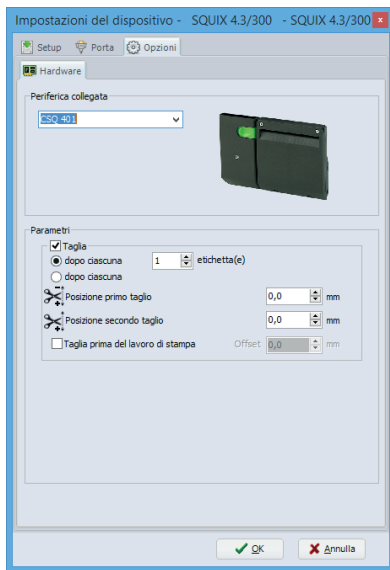 Impostazioni del dispositivo - SQUIX 4.3/300 - SQUIX 4.3/300
Setup Porta Opzioni
Hardware
Periferica collegata
CSQ 401
Parametri
Taglia
dopo ciascuna 1 etichetta(e)
dopo ciascuna
Posizione primo taglio 0,0 mm
Posizione secondo taglio 0,0 mm
Taglia prima del lavoro di stampa Offset 0,0 mm
OK Annulla